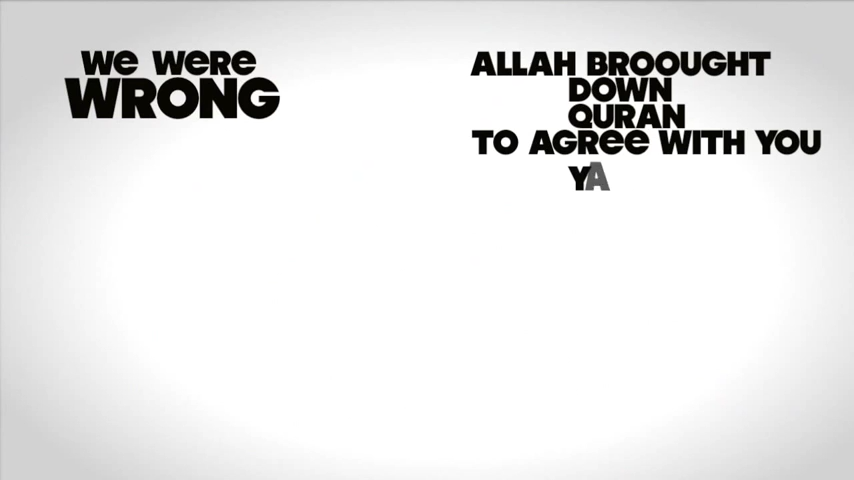 We WeRe
WRONG
ALLAH BROOUGHT
DOWN
QURAN
TO AGRee WITH YOU
YA